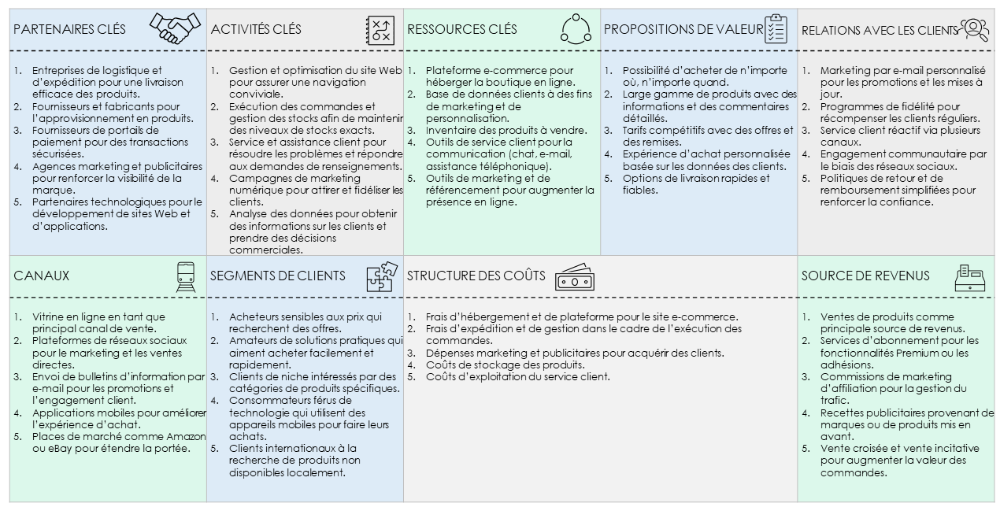 PARTENAIRES CLÉS
1. Entreprises de logistique et
d’expédition pour une livraison
efficace des produits.
2. Fournisseurs et fabricants pour
l’approvisionnement en produits.
3. Fournisseurs de portails de
paiement pour des transactions
sécurisées.
4. Agences marketing et publicitaires
pour renforcer la visibilité de la
marque.
5. Partenaires technologiques pour le
développement de sites Web et
d’applications.
ACTIVITÉS CLÉS
1. Gestion et optimisation du site Web
pour assurer une navigation
conviviale.
2. Exécution des commandes et
gestion des stocks afin de maintenir
des niveaux de stocks exacts.
3. Service et assistance client pour
résoudre les problèmes et répondre
aux demandes de renseignements.
4. Campagnes de marketing
numérique pour attirer et fidéliser les
clients.
5. Analyse des données pour obtenir
des informations sur les clients et
prendre des décisions
commerciales.
RESSOURCES CLÉS
1. Plateforme e-commerce pour
héberger la boutique en ligne.
2. Base de données clients à des fins
de marketing et de
personnalisation.
3. Inventaire des produits à vendre.
4. Outils de service client pour la
communication (chat, e-mail,
assistance téléphonique).
5. Outils de marketing et de
référencement pour augmenter la
présence en ligne.
PROPOSITIONS DE VALEUR
1. Possibilité d’acheter de n’importe
où, n’importe quand.
2. Large gamme de produits avec des
informations et des commentaires
détaillés.
3. Tarifs compétitifs avec des offres et
des remises.
4. Expérience d’achat personnalisée
basée sur les données des clients.
5. Options de livraison rapides et
fiables.
RELATIONS AVEC LES CLIENTS
1. Marketing par e-mail personnalisé
pour les promotions et les mises à
jour.
2. Programmes de fidélité pour
récompenser les clients réguliers.
3. Service client réactif via plusieurs
canaux.
4. Engagement communautaire par
le biais des réseaux sociaux.
5. Politiques de retour et de
remboursement simplifiées pour
renforcer la confiance.
CANAUX
1. Vitrine en ligne en tant que
principal canal de vente.
2. Plateformes de réseaux sociaux
pour le marketing et les ventes
directes.
3. Envoi de bulletins d’information par
e-mail pour les promotions et
l’engagement client.
4. Applications mobiles pour améliorer
l’expérience d’achat.
5. Places de marché comme Amazon
ou eBay pour étendre la portée.
SEGMENTS DE CLIENTS
1. Acheteurs sensibles aux prix qui
recherchent des offres.
2. Amateurs de solutions pratiques qui
aiment acheter facilement et
rapidement.
3. Clients de niche intéressés par des
catégories de produits spécifiques.
4. Consommateurs férus de
technologie qui utilisent des
appareils mobiles pour faire leurs
achats.
5. Clients internationaux à la
recherche de produits non
disponibles localement.
STRUCTURE DES COÛTS
1. Frais d’hébergement et de plateforme pour le site e-commerce.
2. Frais d’expédition et de gestion dans le cadre de l’exécution des
commandes.
3. Dépenses marketing et publicitaires pour acquérir des clients.
4. Coûts de stockage des produits.
5. Coûts d’exploitation du service client.
SOURCE DE REVENUS
1. Ventes de produits comme
principale source de revenus.
2. Services d’abonnement pour les
fonctionnalités Premium ou les
adhésions.
3. Commissions de marketing
d’affiliation pour la gestion du
trafic.
4. Recettes publicitaires provenant de
marques ou de produits mis en
avant.
5. Vente croisée et vente incitative
pour augmenter la valeur des
commandes.